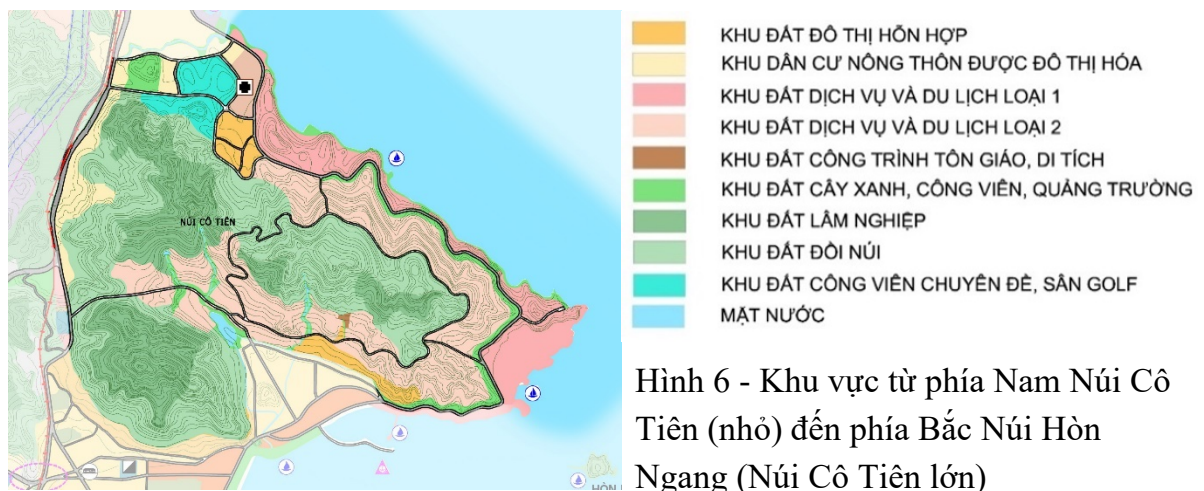 KHU ĐẤT ĐÔ THỊ HỖN HỢP
KHU DÂN CƯ NÔNG THÔN ĐƯỢC ĐÔ THỊ HÓA
KHU ĐẤT DỊCH VỤ VÀ DU LỊCH LOẠI 1
KHU ĐẤT DỊCH VỤ VÀ DU LỊCH LOẠI 2
KHU ĐẤT CÔNG TRÌNH TÔN GIÁO, DI TÍCH
KHU ĐẤT CÂY XANH, CÔNG VIÊN, QUẢNG TRƯỜNG
KHU ĐẤT LÂM NGHIỆP
KHU ĐẤT ĐỒI NÚI
KHU ĐẤT CÔNG VIÊN CHUYÊN ĐỀ, SÂN GOLF
MẶT NƯỚC
NÚI CÔ TIÊN
HÒN
Hình 6 - Khu vực từ phía Nam Núi Cô
Tiên (nhỏ) đến phía Bắc Núi Hòn
Ngang (Núi Cô Tiên lớn)